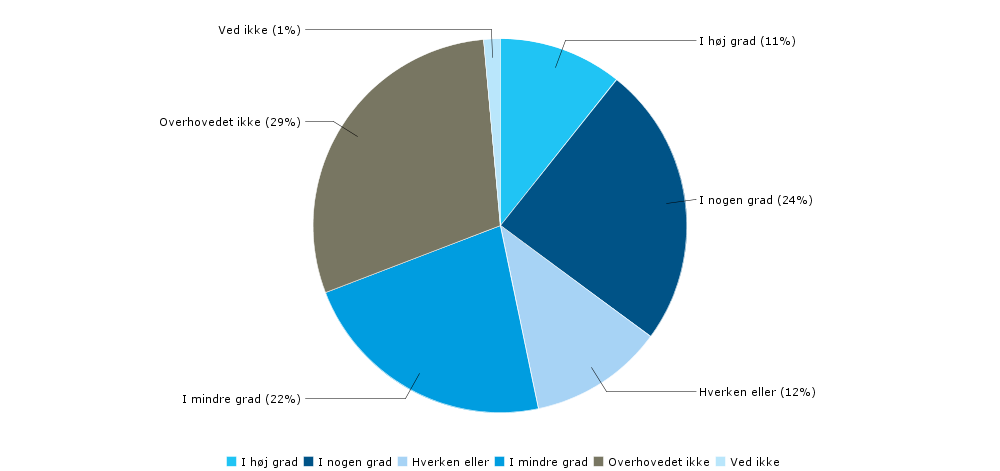 Ved ikke (1%)
I høj grad (11%)
Overhovedet ikke (29%)
I nogen grad (24%)
Hverken eller (12%)
I mindre grad (22%)
I høj grad I nogen grad Hverken eller I mindre grad Overhovedet ikke Ved ikke